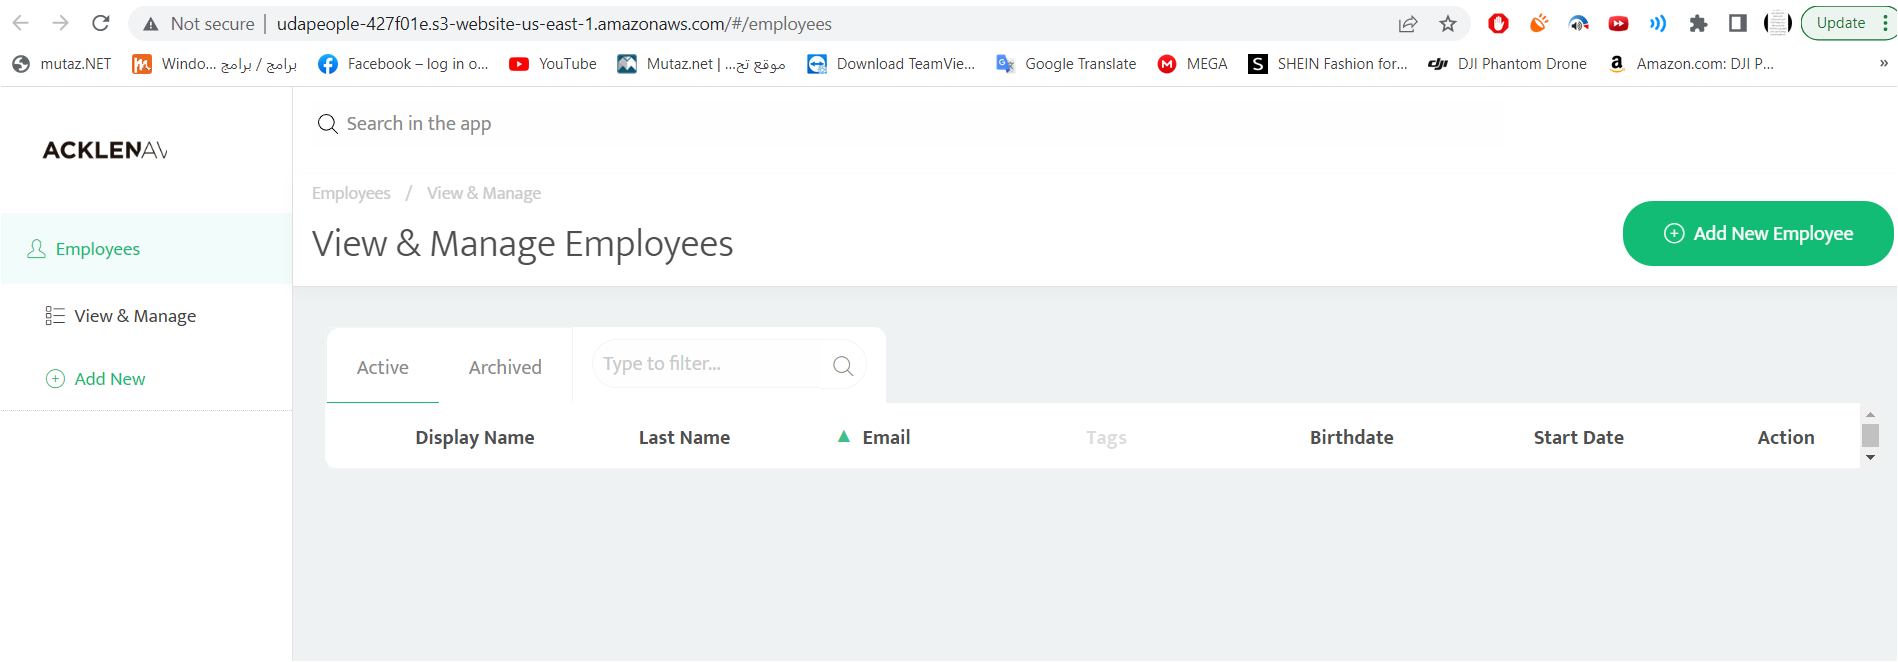 Not secure | udapeople-427f01e.s3-website-us-east-1.amazonaws.com/#/employees Update
mutaz.NET Windo... برامج / برامج Facebook – log in o... YouTube Mutaz.net | ...موقع تح Download TeamVie... Google Translate MEGA SHEIN Fashion for... DJI Phantom Drone Amazon.com: DJI P... »
ACKLENAV
Search in the app
Employees / View & Manage
View & Manage Employees
Add New Employee
Employees
View & Manage
Add New
Active Archived Type to filter...
Display Name Last Name Email Tags Birthdate Start Date Action